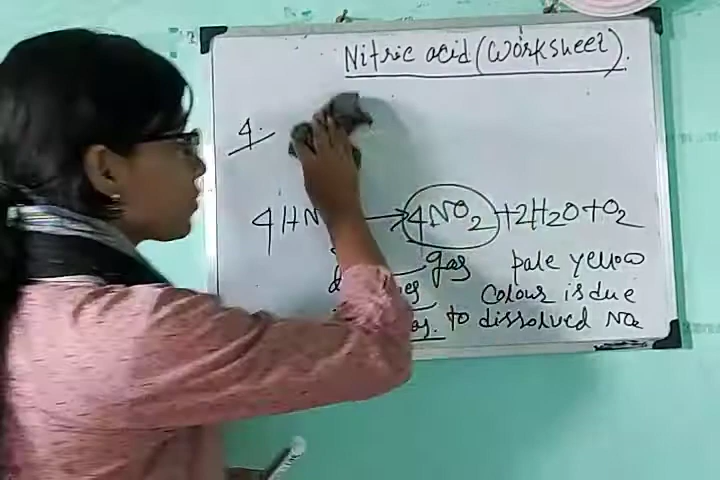 Nitric acid (Worksheet).
4.
4HN → 4NO2 + 2H2O + O2
gas pale yellow
colour is due
to dissolved NO2